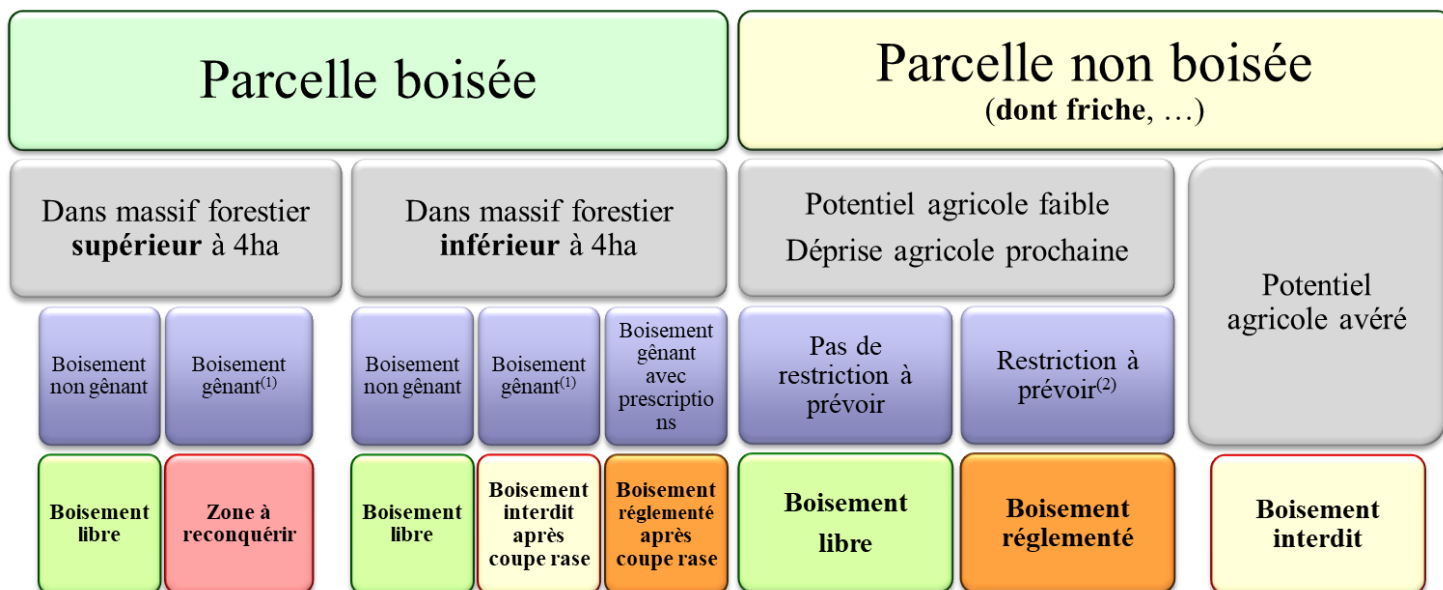 Parcelle boisée
Parcelle non boisée
(dont friche, …)
Dans massif forestier
supérieur à 4ha
Dans massif forestier
inférieur à 4ha
Potentiel agricole faible
Déprise agricole prochaine
Potentiel
agricole avéré
Boisement
non gênant
Boisement
gênant(1)
Boisement
non gênant
Boisement
gênant(1)
Boisement
gênant
avec
prescriptio
ns
Pas de
restriction à
prévoir
Restriction à
prévoir(2)
Boisement
libre
Zone à
reconquérir
Boisement
libre
Boisement
interdit
après
coupe rase
Boisement
réglementé
après
coupe rase
Boisement
libre
Boisement
réglementé
Boisement
interdit